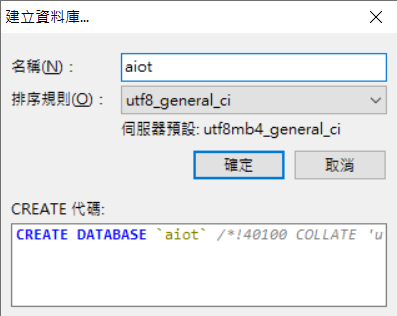 建立資料庫...
名稱(N)：
aiot
排序規則(O)：
utf8_general_ci
伺服器預設: utf8mb4_general_ci
確定
取消
CREATE 代碼:
CREATE DATABASE `aiot` /*!40100 COLLATE 'u